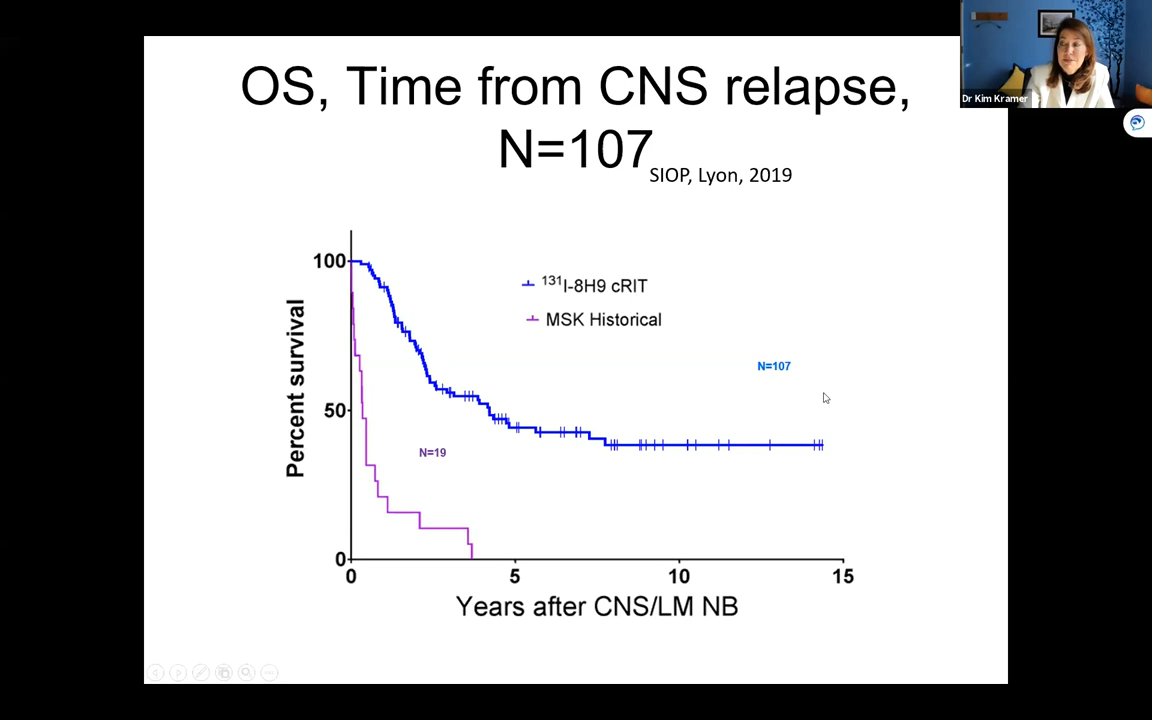 OS, Time from CNS relapse,
N=107
SIOP, Lyon, 2019
Dr Kim Kramer
100
50
0
Percent survival
131I-8H9 cRIT
MSK Historical
N=107
N=19
0 5 10 15
Years after CNS/LM NB